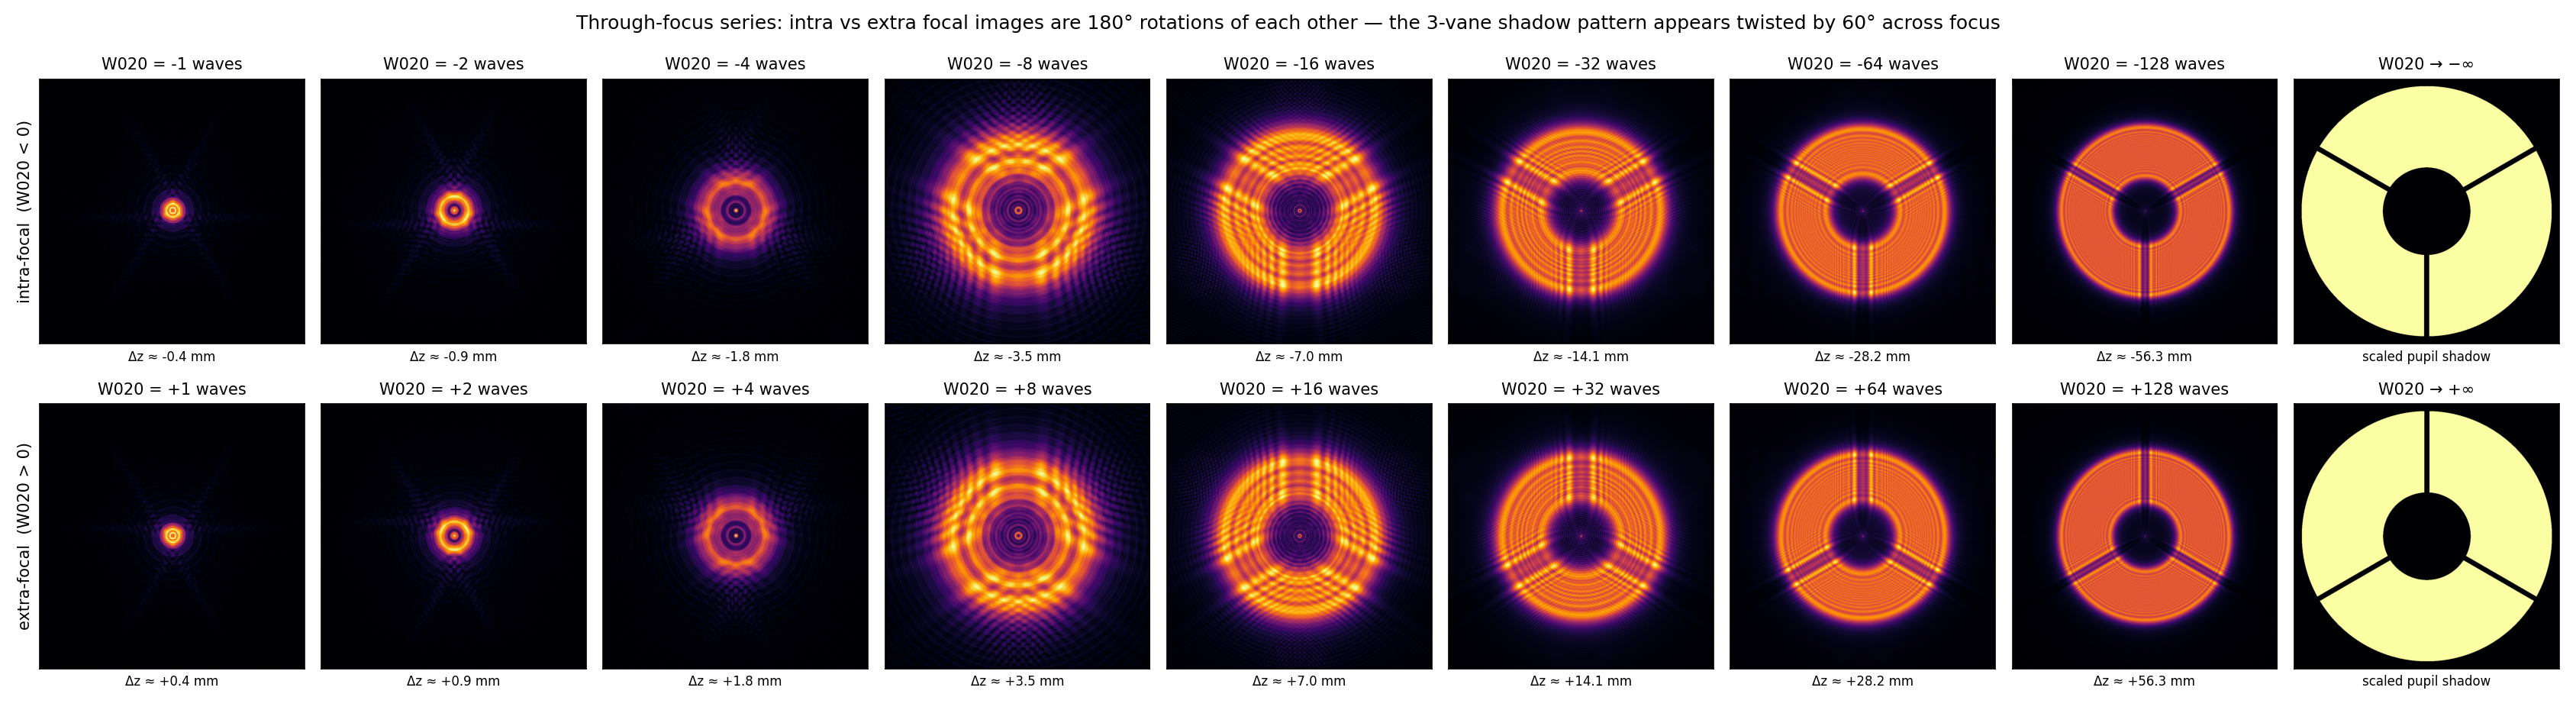 Through-focus series: intra vs extra focal images are 180° rotations of each other — the 3-vane shadow pattern appears twisted by 60° across focus
W020 = -1 waves
W020 = -2 waves
W020 = -4 waves
W020 = -8 waves
W020 = -16 waves
W020 = -32 waves
W020 = -64 waves
W020 = -128 waves
W020 → −∞
intra-focal (W020 < 0)
Δz ≈ -0.4 mm
Δz ≈ -0.9 mm
Δz ≈ -1.8 mm
Δz ≈ -3.5 mm
Δz ≈ -7.0 mm
Δz ≈ -14.1 mm
Δz ≈ -28.2 mm
Δz ≈ -56.3 mm
scaled pupil shadow
W020 = +1 waves
W020 = +2 waves
W020 = +4 waves
W020 = +8 waves
W020 = +16 waves
W020 = +32 waves
W020 = +64 waves
W020 = +128 waves
W020 → +∞
extra-focal (W020 > 0)
Δz ≈ +0.4 mm
Δz ≈ +0.9 mm
Δz ≈ +1.8 mm
Δz ≈ +3.5 mm
Δz ≈ +7.0 mm
Δz ≈ +14.1 mm
Δz ≈ +28.2 mm
Δz ≈ +56.3 mm
scaled pupil shadow